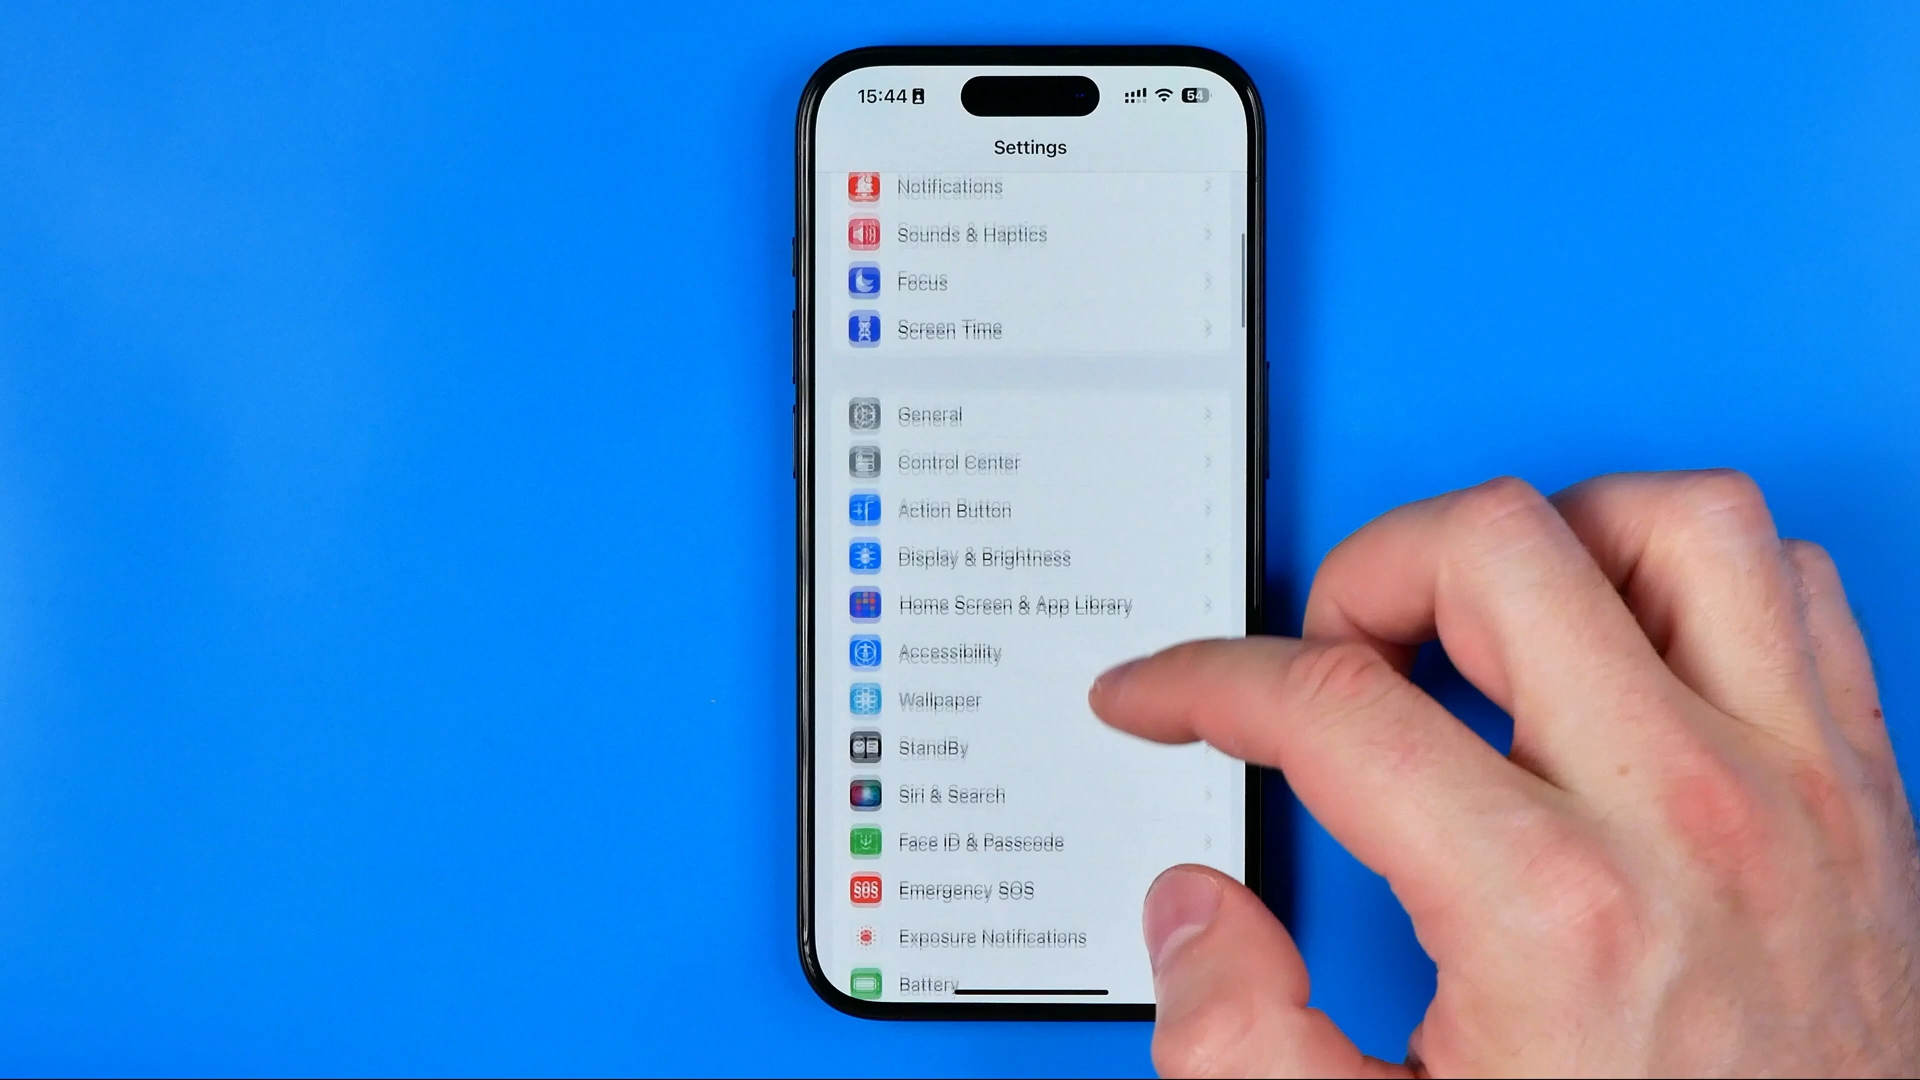 15:44
54
Settings
Notifications
Sounds & Haptics
Focus
Screen Time
General
Control Center
Action Button
Display & Brightness
Home Screen & App Library
Accessibility
Wallpaper
StandBy
Siri & Search
Face ID & Passcode
SOS
Emergency SOS
Exposure Notifications
Battery